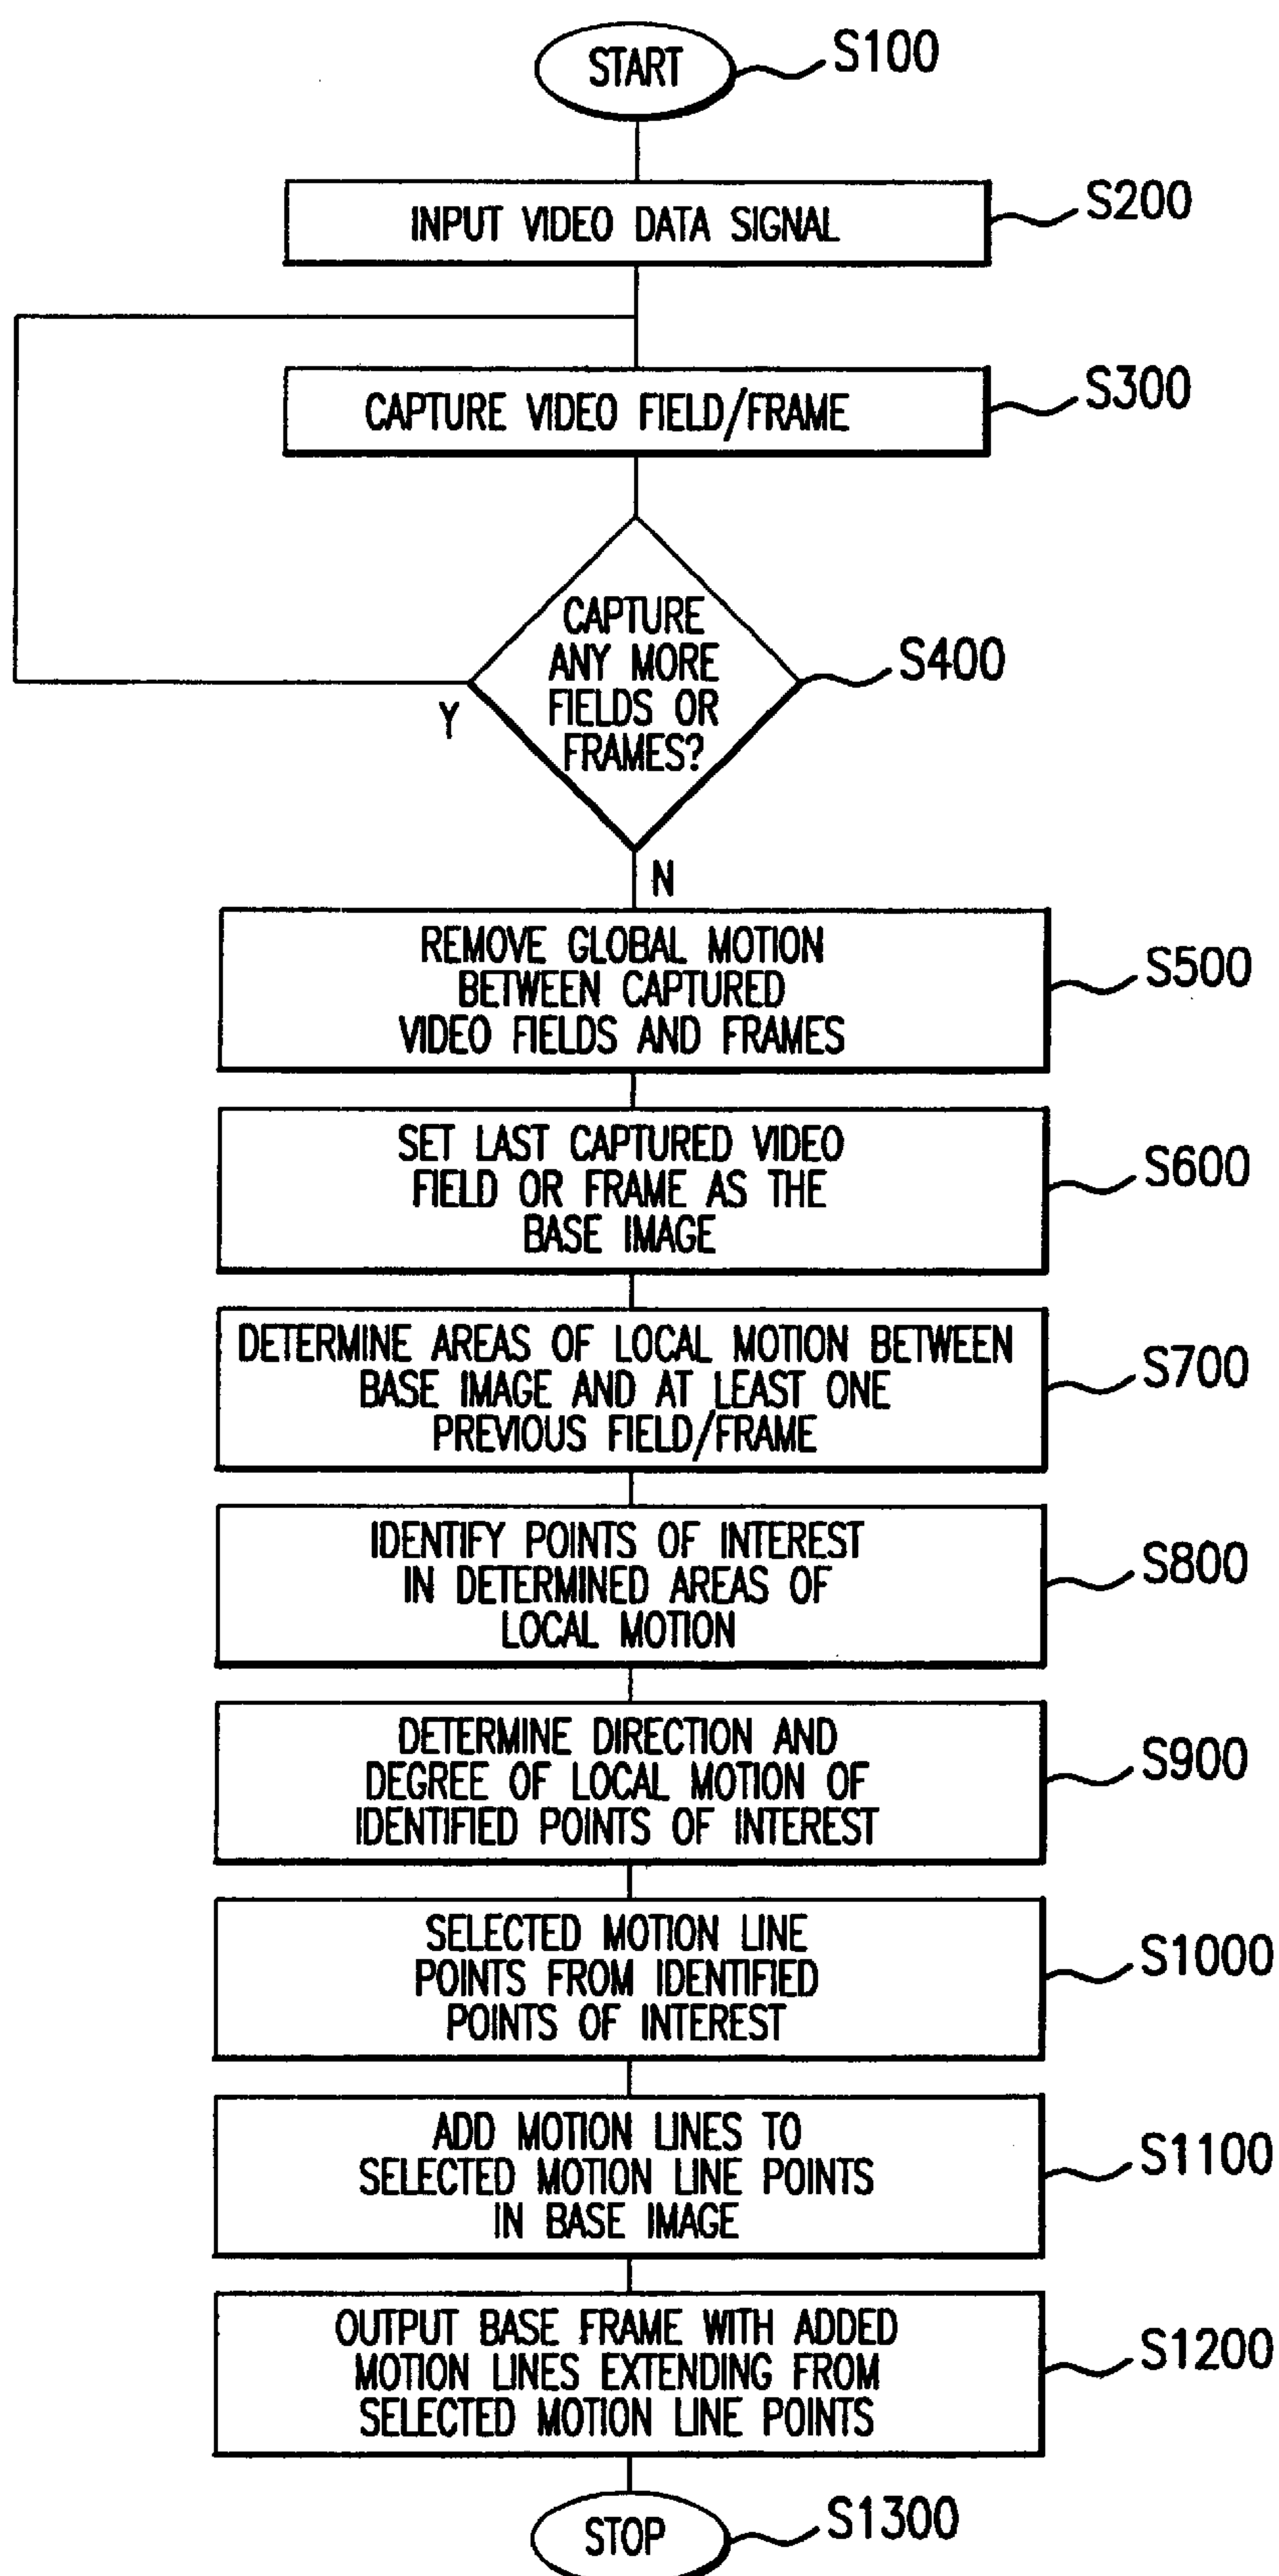 START
S100
INPUT VIDEO DATA SIGNAL
S200
CAPTURE VIDEO FIELD/FRAME
S300
CAPTURE
ANY MORE
FIELDS OR
FRAMES?
S400
Y
N
REMOVE GLOBAL MOTION
BETWEEN CAPTURED
VIDEO FIELDS AND FRAMES
S500
SET LAST CAPTURED VIDEO
FIELD OR FRAME AS THE
BASE IMAGE
S600
DETERMINE AREAS OF LOCAL MOTION BETWEEN
BASE IMAGE AND AT LEAST ONE
PREVIOUS FIELD/FRAME
S700
IDENTIFY POINTS OF INTEREST
IN DETERMINED AREAS OF
LOCAL MOTION
S800
DETERMINE DIRECTION AND
DEGREE OF LOCAL MOTION OF
IDENTIFIED POINTS OF INTEREST
S900
SELECTED MOTION LINE
POINTS FROM IDENTIFIED
POINTS OF INTEREST
S1000
ADD MOTION LINES TO
SELECTED MOTION LINE POINTS
IN BASE IMAGE
S1100
OUTPUT BASE FRAME WITH ADDED
MOTION LINES EXTENDING FROM
SELECTED MOTION LINE POINTS
S1200
STOP
S1300